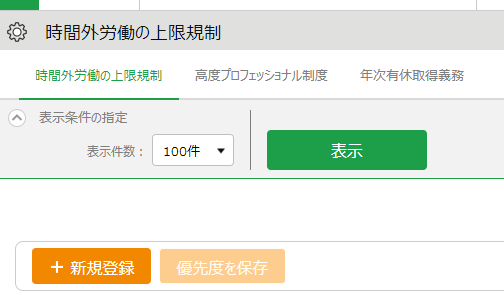 時間外労働の上限規制
時間外労働の上限規制 高度プロフェッショナル制度 年次有休取得義務
表示条件の指定
表示件数： 100件 表示
＋ 新規登録 優先度を保存